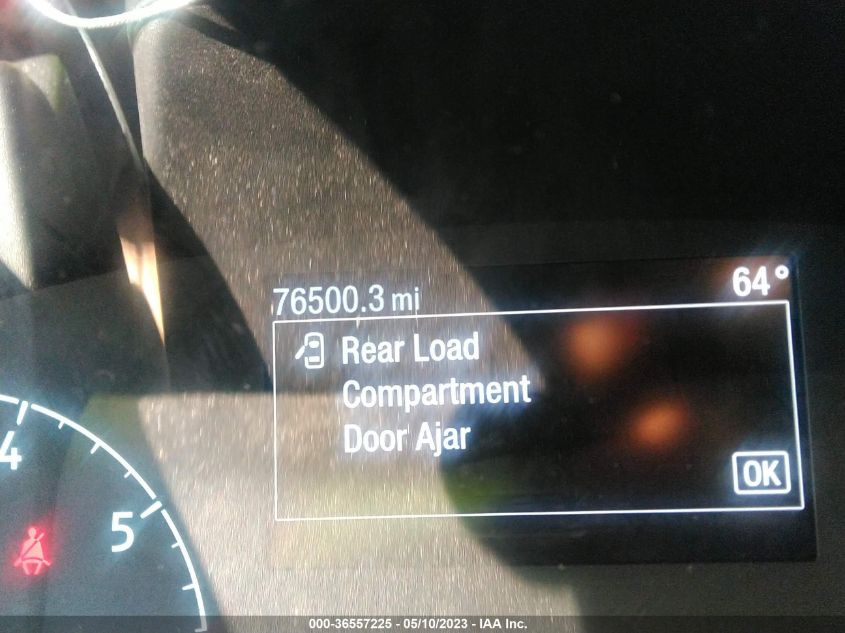 76500.3 mi
64°
Rear Load
Compartment
Door Ajar
OK
4
5
000-36557225 - 05/10/2023 - IAA Inc.